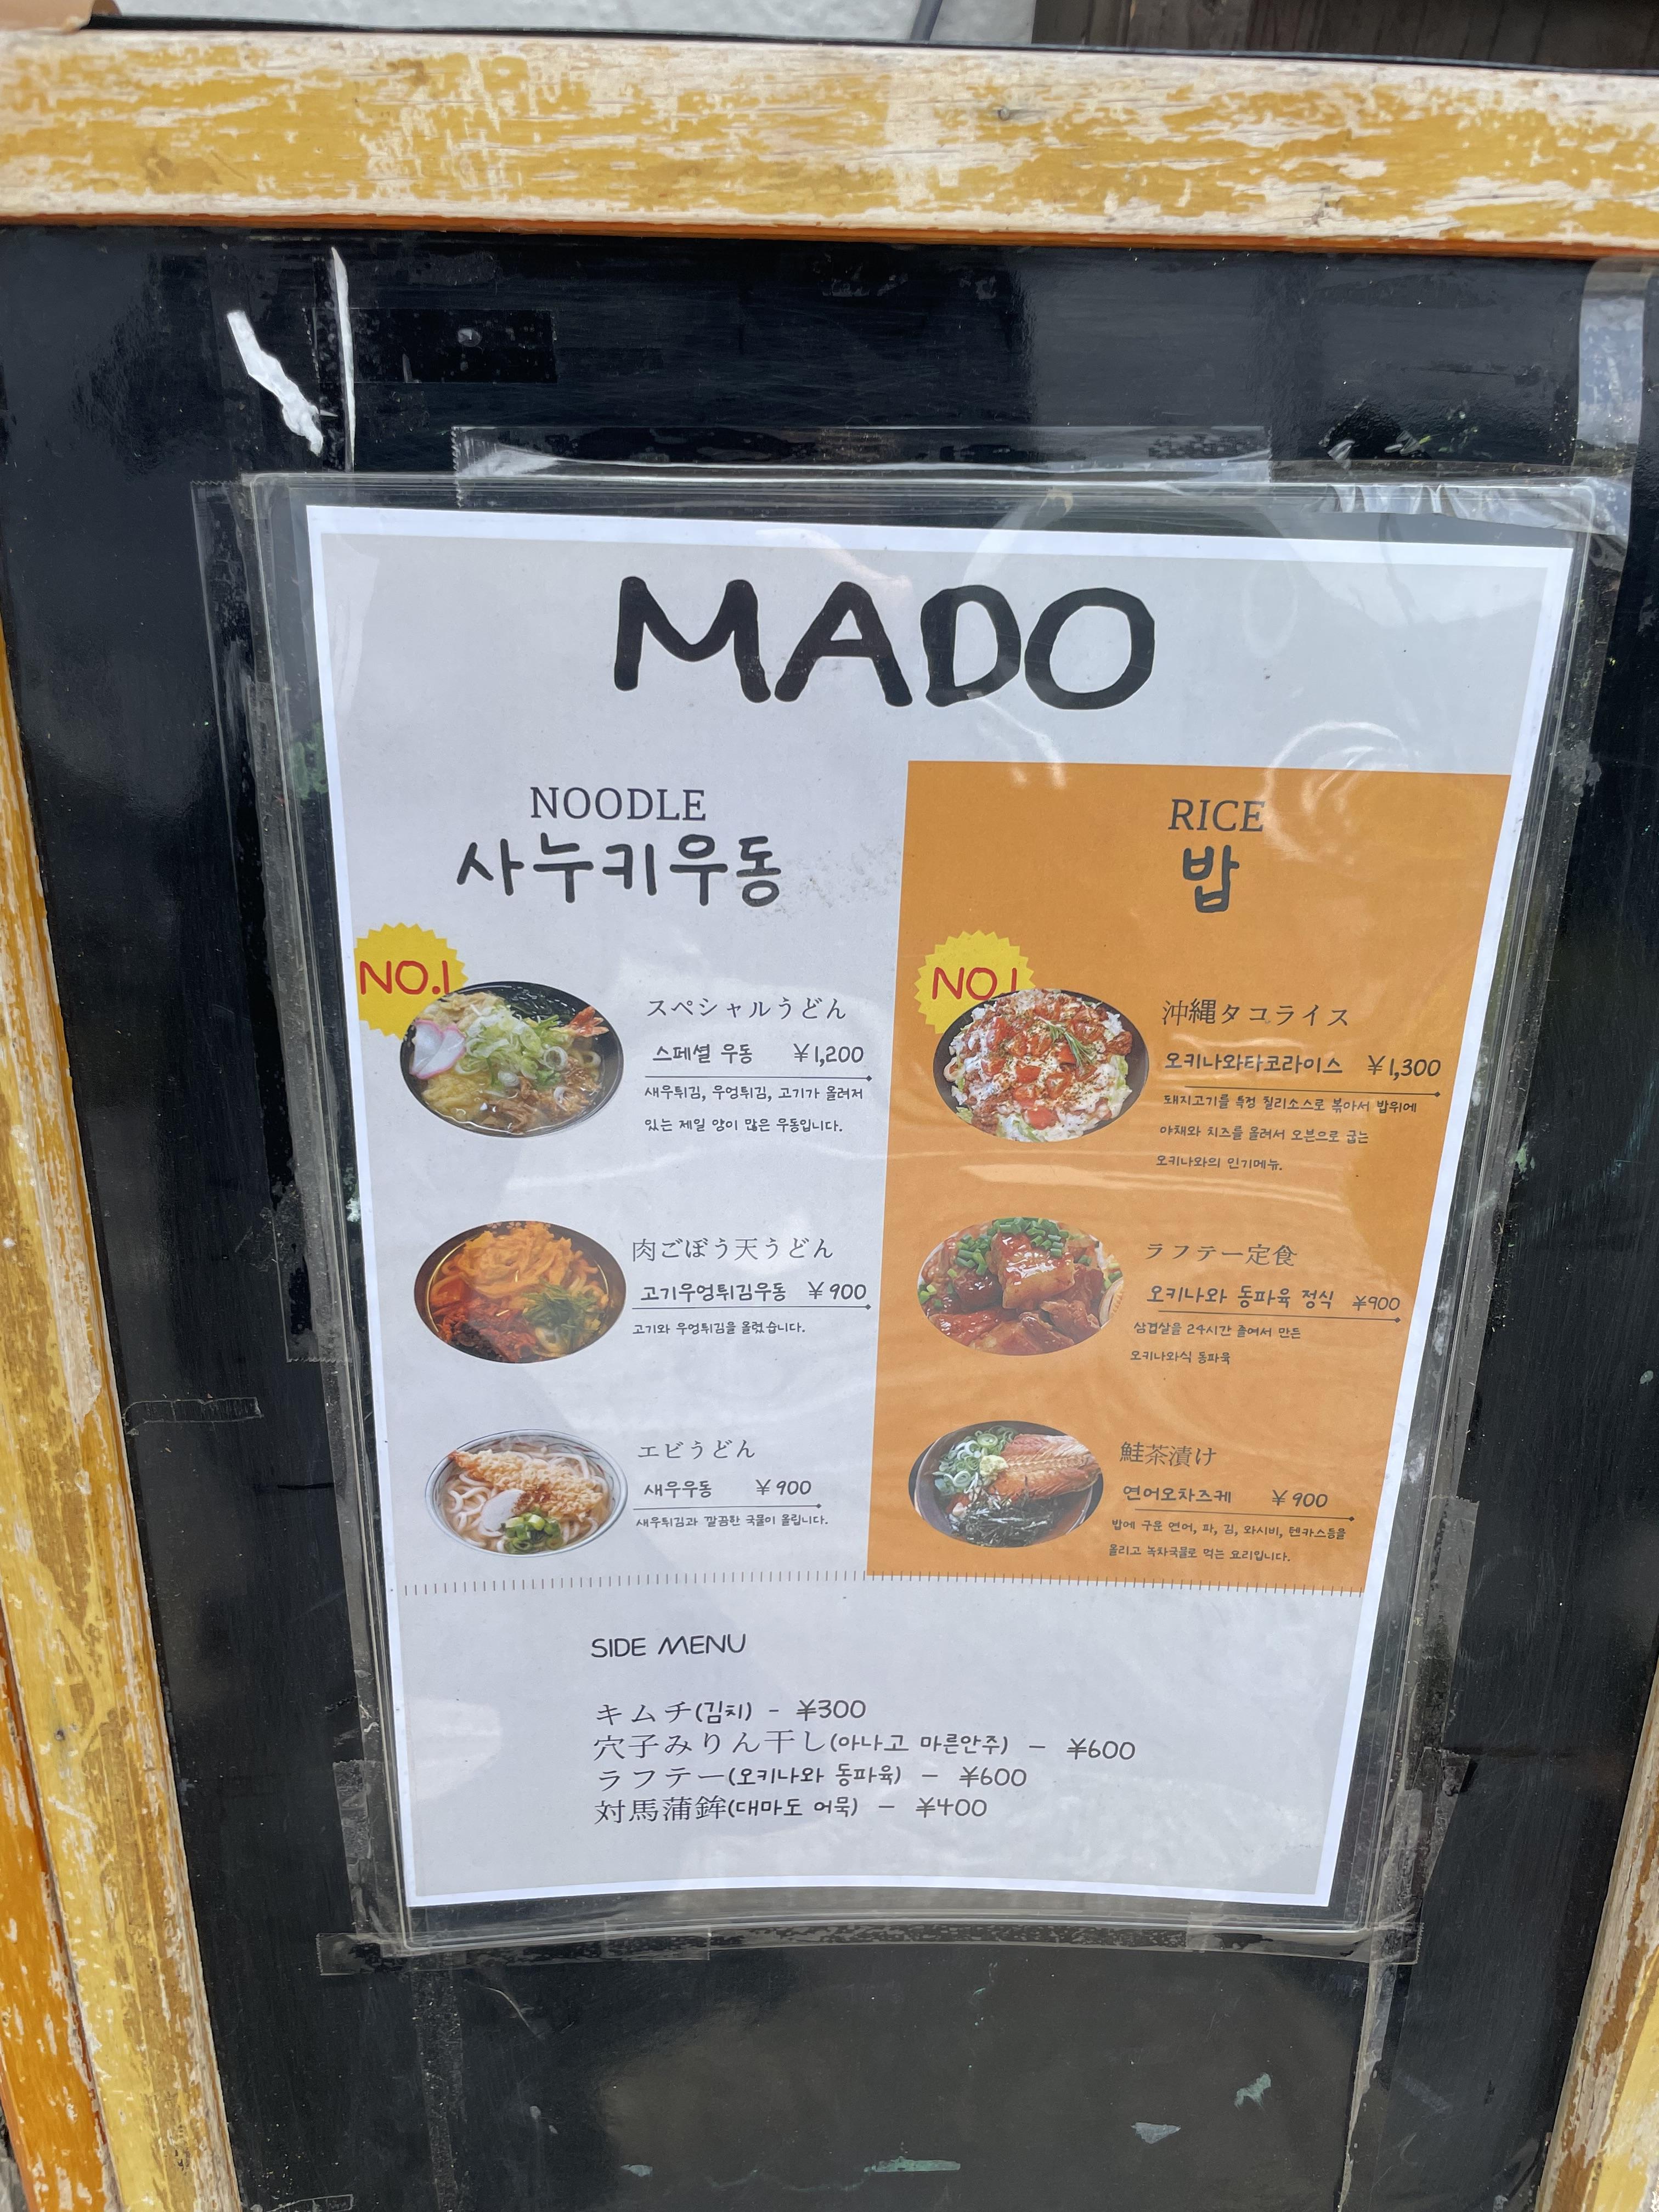 MADO
NOODLE
사누키우동
NO.1
スペシャルうどん
스페셜 우동 ￥1,200
새우튀김, 우엉튀김, 고기가 올려져
있는 제일 양이 많은 우동입니다.
肉ごぼう天うどん
고기우엉튀김우동 ￥900
고기와 우엉튀김을 올렸습니다.
エビうどん
새우우동 ￥900
새우튀김과 깔끔한 국물이 올립니다.
RICE
밥
NO.1
沖縄タコライス
오키나와타코라이스 ￥1,300
돼지고기를 특정 칠리소스로 볶아서 밥위에
야채와 치즈를 올려서 오븐으로 굽는
오키나와의 인기메뉴.
ラフテー定食
오키나와 동파육 정식 ￥900
삼겹살을 24시간 졸여서 만든
오키나와식 동파육
鮭茶漬け
연어오차즈케 ￥900
밥에 구운 연어, 파, 김, 와시비, 텐카스등을
올리고 녹차국물로 먹는 요리입니다.
SIDE MENU
キムチ(김치) - ￥300
穴子みりん干し(아나고 마른안주) - ￥600
ラフテー(오키나와 동파육) - ￥600
対馬蒲鉾(대마도 어묵) - ￥400